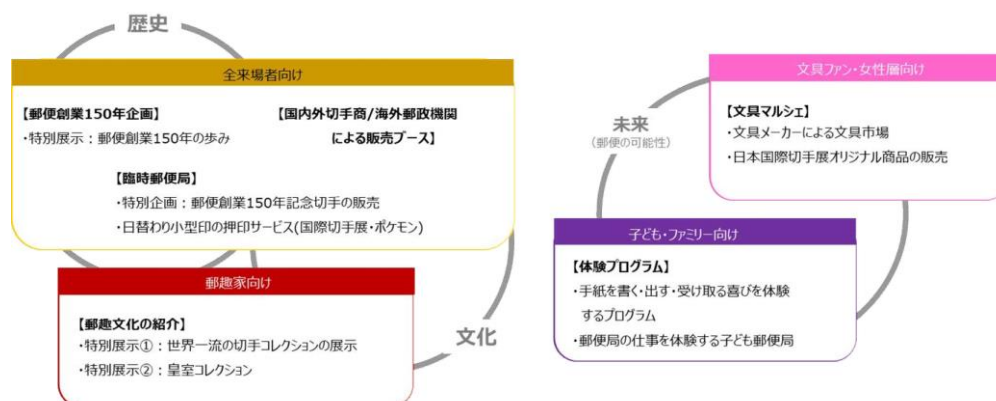 歴史
全来場者向け
【郵便創業150年企画】
・特別展示：郵便創業150年の歩み
【国内外切手商/海外郵政機関
による販売ブース】
【臨時郵便局】
・特別企画：郵便創業150年記念切手の販売
・日替わり小型印の押印サービス(国際切手展・ポケモン)
郵趣家向け
【郵趣文化の紹介】
・特別展示①：世界一流の切手コレクションの展示
・特別展示②：皇室コレクション
文化
文具ファン・女性層向け
【文具マルシェ】
・文具メーカーによる文具市場
・日本国際切手展オリジナル商品の販売
未来
(郵便の可能性)
子ども・ファミリー向け
【体験プログラム】
・手紙を書く・出す・受け取る喜びを体験
するプログラム
・郵便局の仕事を体験する子ども郵便局